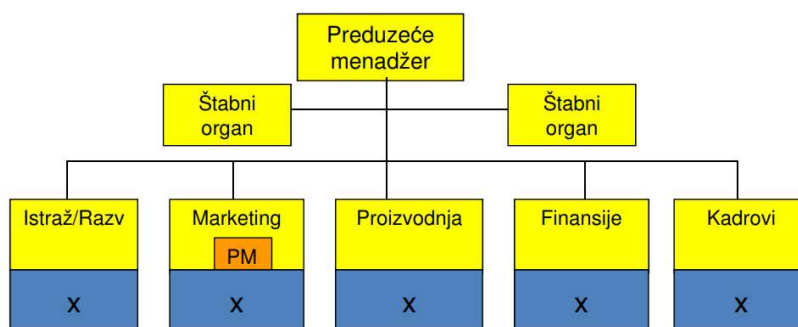 Preduzeće
menadžer
Štabni
organ
Štabni
organ
Istraž/Razv
Marketing
Proizvodnja
Finansije
Kadrovi
PM
X
X
X
X
X